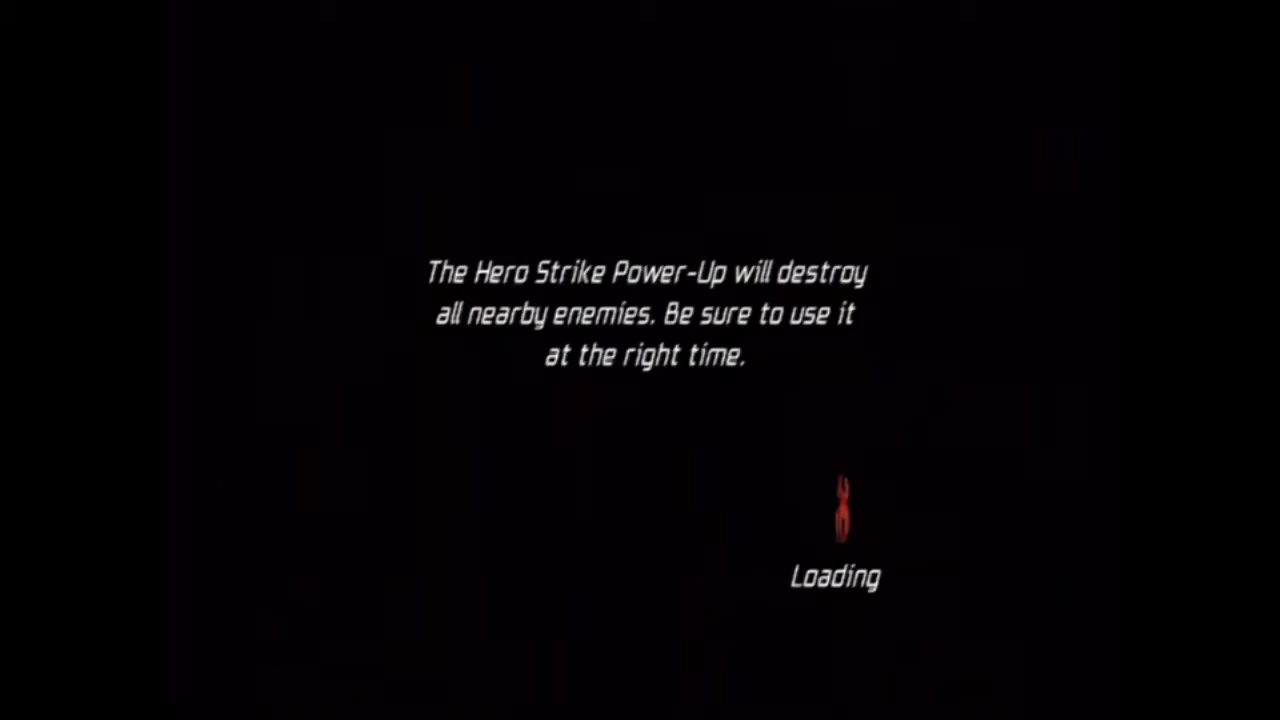 The Hero Strike Power-Up will destroy
all nearby enemies. Be sure to use it
at the right time.
Loading